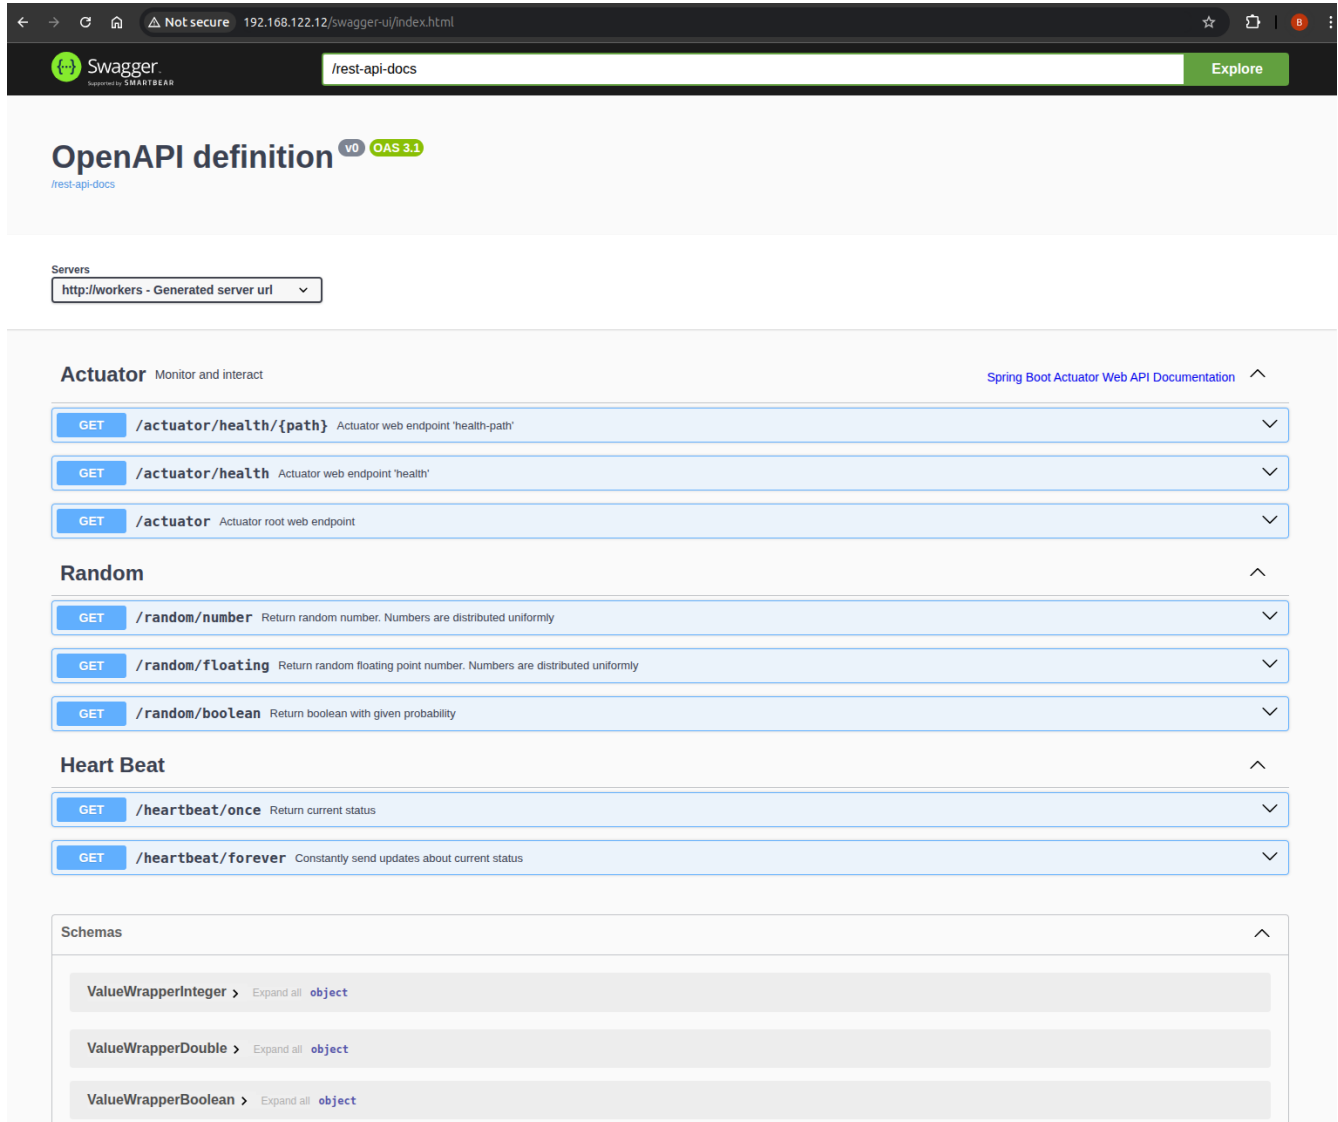 Not secure 192.168.122.12/swagger-ui/index.html B
Swagger. /rest-api-docs Explore
Supported by SMARTBEAR
OpenAPI definition v0 OAS 3.1
/rest-api-docs
Servers
http://workers - Generated server url
Actuator Monitor and interact Spring Boot Actuator Web API Documentation
GET /actuator/health/{path} Actuator web endpoint 'health-path'
GET /actuator/health Actuator web endpoint 'health'
GET /actuator Actuator root web endpoint
Random
GET /random/number Return random number. Numbers are distributed uniformly
GET /random/floating Return random floating point number. Numbers are distributed uniformly
GET /random/boolean Return boolean with given probability
Heart Beat
GET /heartbeat/once Return current status
GET /heartbeat/forever Constantly send updates about current status
Schemas
ValueWrapperInteger Expand all object
ValueWrapperDouble Expand all object
ValueWrapperBoolean Expand all object